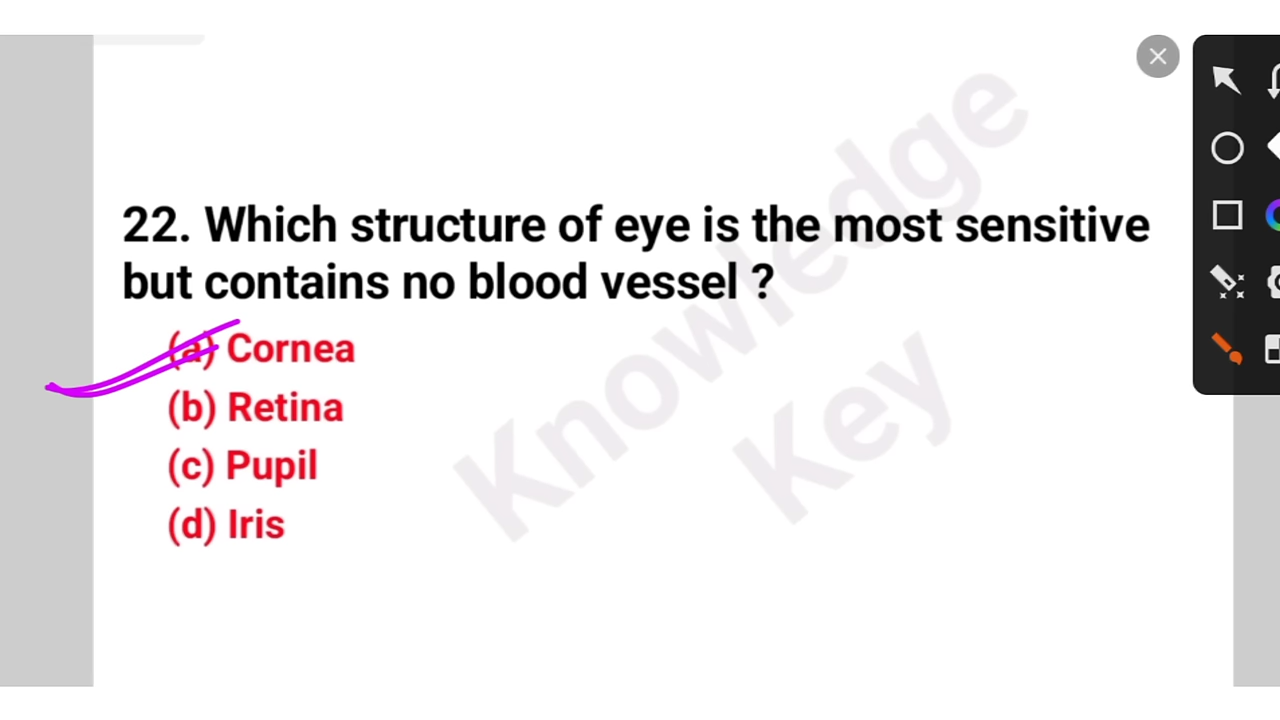 22. Which structure of eye is the most sensitive
but contains no blood vessel ?
(a) Cornea
(b) Retina
(c) Pupil
(d) Iris
Knowledge
Key